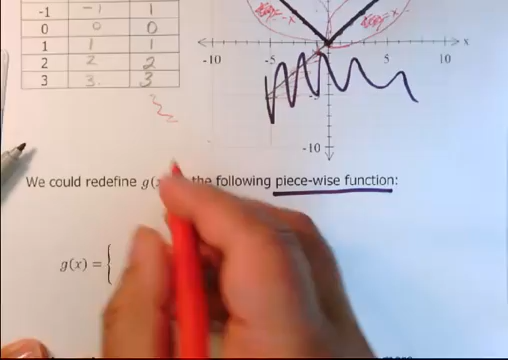 -1 -1 1
0 0 0
1 1 1
2 2 2
3 3 3
-10 -5 5 10 x
-10
We could redefine g( the following piece-wise function:
g(x) = {